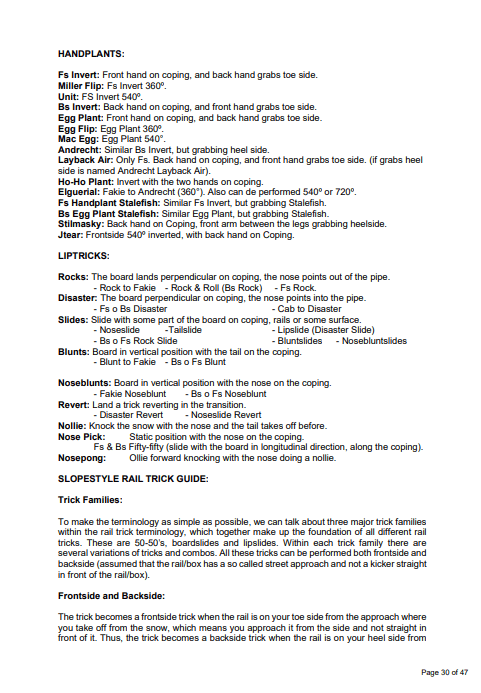 HANDPLANTS:
Fs Invert: Front hand on coping, and back hand grabs toe side.
Miller Flip: Fs Invert 360º.
Unit: FS Invert 540º.
Bs Invert: Back hand on coping, and front hand grabs toe side.
Egg Plant: Front hand on coping, and back hand grabs toe side.
Egg Flip: Egg Plant 360º.
Mac Egg: Egg Plant 540°.
Andrecht: Similar Bs Invert, but grabbing heel side.
Layback Air: Only Fs. Back hand on coping, and front hand grabs toe side. (if grabs heel
side is named Andrecht Layback Air).
Ho-Ho Plant: Invert with the two hands on coping.
Elguerial: Fakie to Andrecht (360°). Also can de performed 540º or 720º.
Fs Handplant Stalefish: Similar Fs Invert, but grabbing Stalefish.
Bs Egg Plant Stalefish: Similar Egg Plant, but grabbing Stalefish.
Stilmasky: Back hand on Coping, front arm between the legs grabbing heelside.
Jtear: Frontside 540º inverted, with back hand on Coping.
LIPTRICKS:
Rocks: The board lands perpendicular on coping, the nose points out of the pipe.
- Rock to Fakie - Rock & Roll (Bs Rock) - Fs Rock.
Disaster: The board perpendicular on coping, the nose points into the pipe.
- Fs o Bs Disaster - Cab to Disaster
Slides: Slide with some part of the board on coping, rails or some surface.
- Noseslide -Tailslide - Lipslide (Disaster Slide)
- Bs o Fs Rock Slide - Bluntslides - Nosebluntslides
Blunts: Board in vertical position with the tail on the coping.
- Blunt to Fakie - Bs o Fs Blunt
Noseblunts: Board in vertical position with the nose on the coping.
- Fakie Noseblunt - Bs o Fs Noseblunt
Revert: Land a trick reverting in the transition.
- Disaster Revert - Noseslide Revert
Nollie: Knock the snow with the nose and the tail takes off before.
Nose Pick: Static position with the nose on the coping.
Fs & Bs Fifty-fifty (slide with the board in longitudinal direction, along the coping).
Nosepong: Ollie forward knocking with the nose doing a nollie.
SLOPESTYLE RAIL TRICK GUIDE:
Trick Families:
To make the terminology as simple as possible, we can talk about three major trick families
within the rail trick terminology, which together make up the foundation of all different rail
tricks. These are 50-50's, boardslides and lipslides. Within each trick family there are
several variations of tricks and combos. All these tricks can be performed both frontside and
backside (assumed that the rail/box has a so called street approach and not a kicker straight
in front of the rail/box).
Frontside and Backside:
The trick becomes a frontside trick when the rail is on your toe side from the approach where
you take off from the snow, which means you approach it from the side and not straight in
front of it. Thus, the trick becomes a backside trick when the rail is on your heel side from
Page 30 of 47